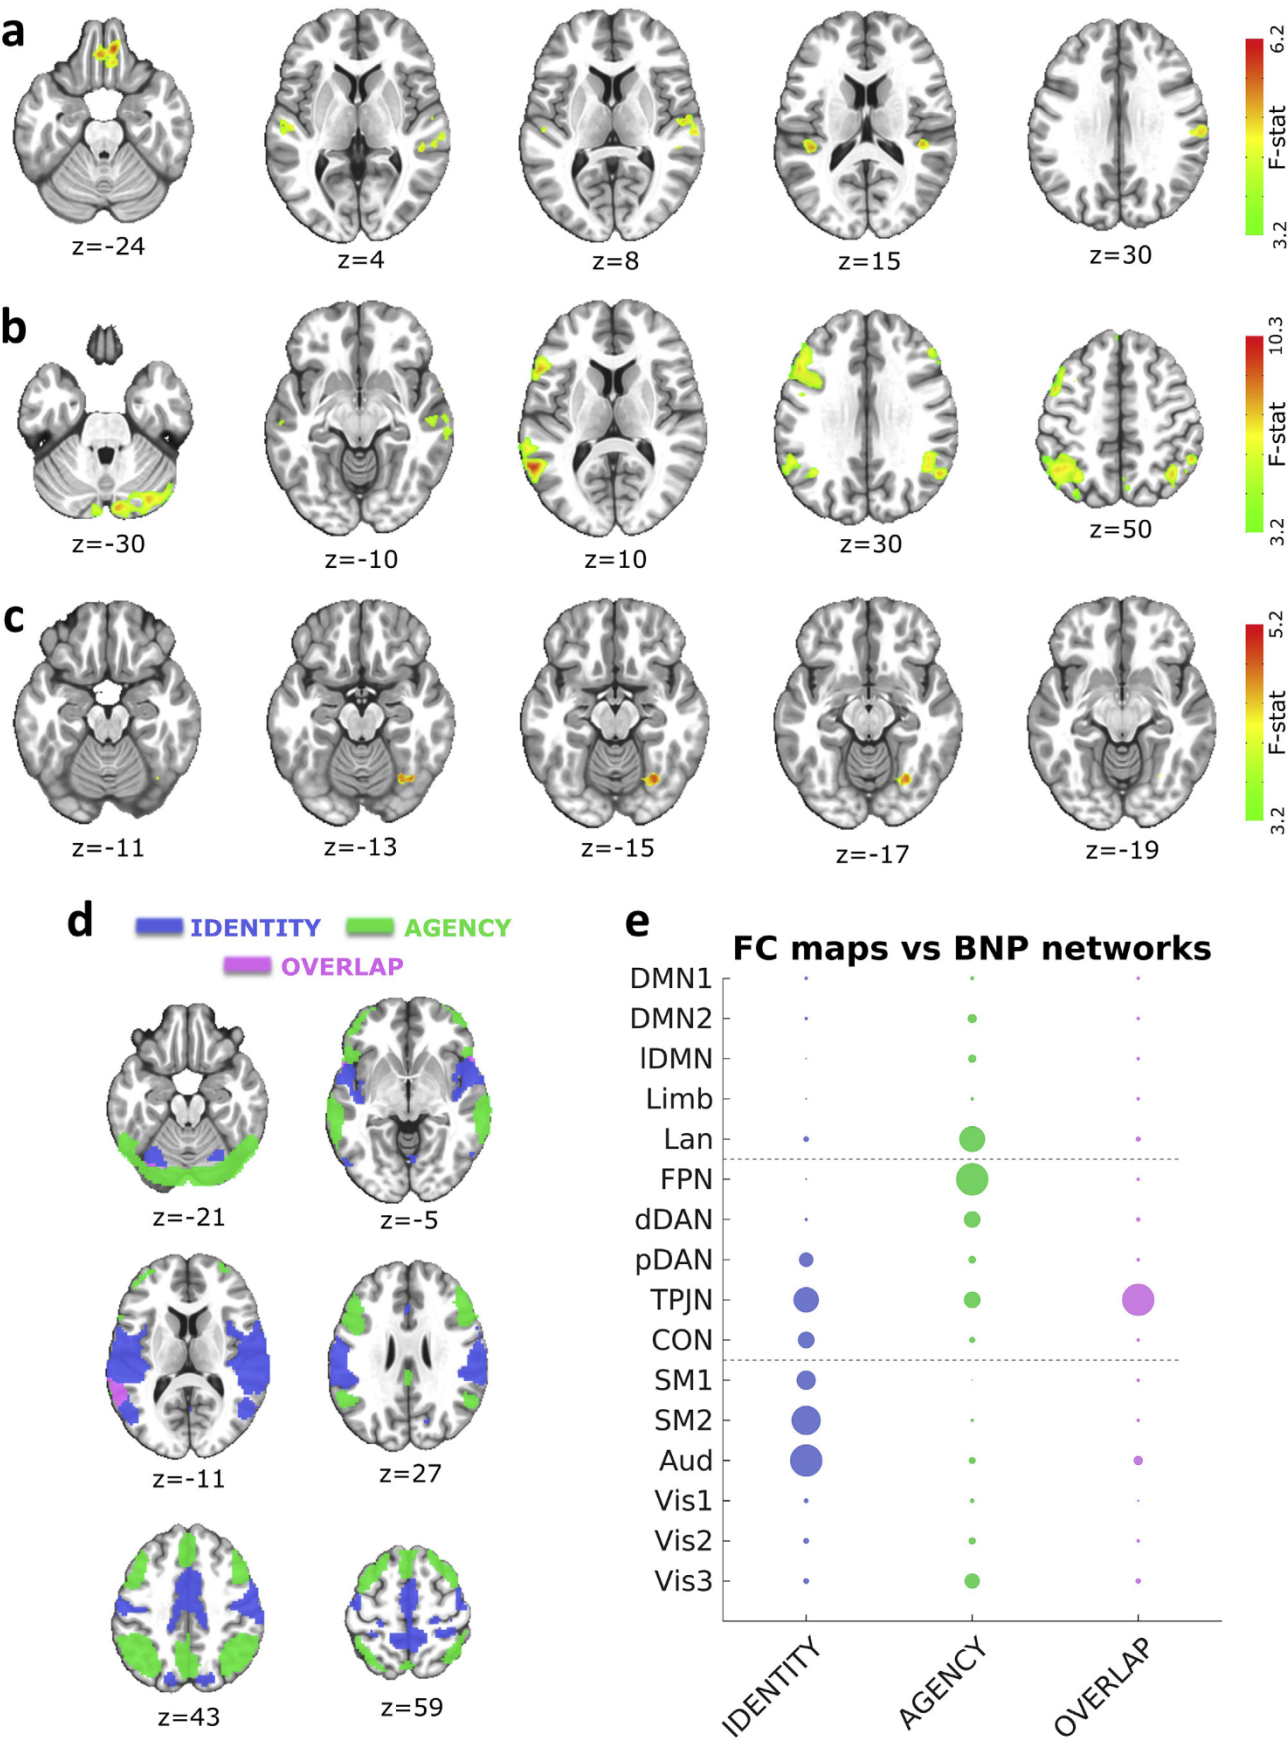 a
z=-24
z=4
z=8
z=15
z=30
6.2
F-stat
3.2
b
z=-30
z=-10
z=10
z=30
z=50
10.3
F-stat
3.2
c
z=-11
z=-13
z=-15
z=-17
z=-19
5.2
F-stat
3.2
d
IDENTITY
AGENCY
OVERLAP
z=-21
z=-5
z=-11
z=27
z=43
z=59
e
FC maps vs BNP networks
DMN1
DMN2
lDMN
Limb
Lan
FPN
dDAN
pDAN
TPJN
CON
SM1
SM2
Aud
Vis1
Vis2
Vis3
IDENTITY
AGENCY
OVERLAP